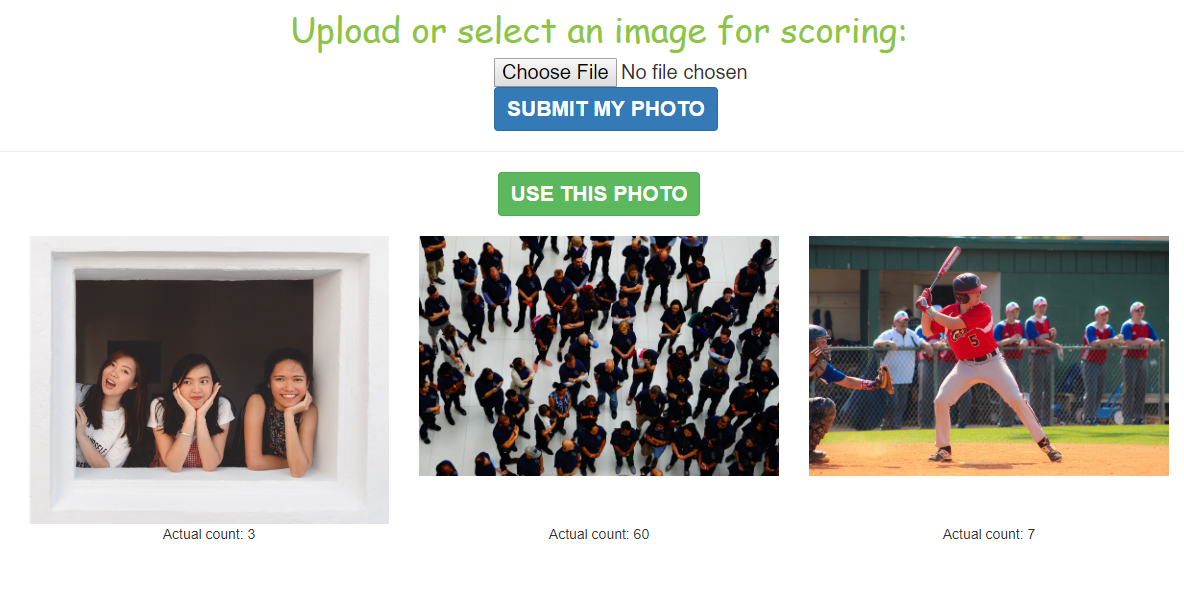 Upload or select an image for scoring:
Choose File No file chosen
SUBMIT MY PHOTO
USE THIS PHOTO
5
Actual count: 3
Actual count: 60
Actual count: 7